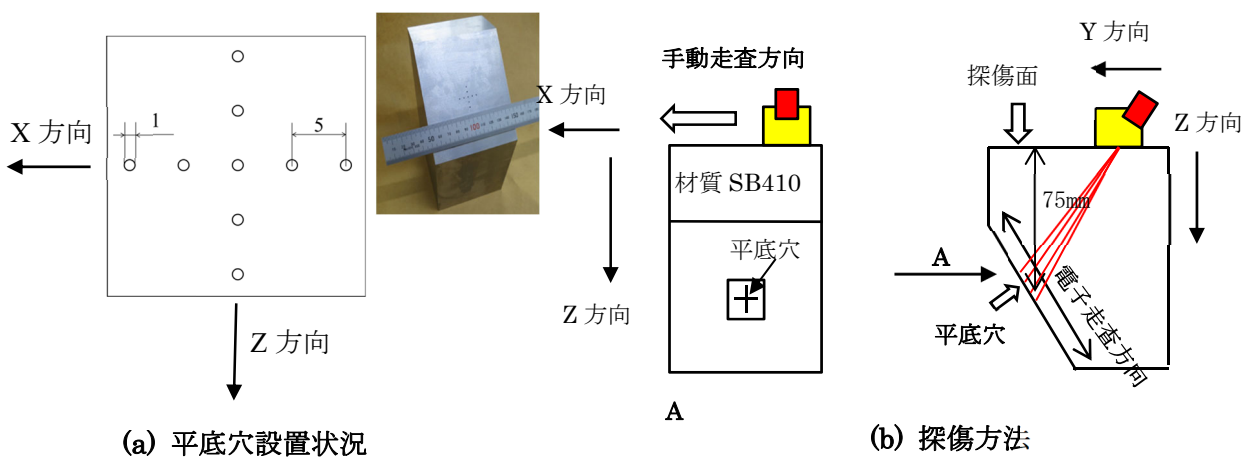 X 方向
1
5
Z 方向
(a) 平底穴設置状況
X 方向
Z 方向
手動走査方向
材質 SB410
平底穴
A
Y 方向
探傷面
Z 方向
75mm
A
電子走査方向
平底穴
(b) 探傷方法